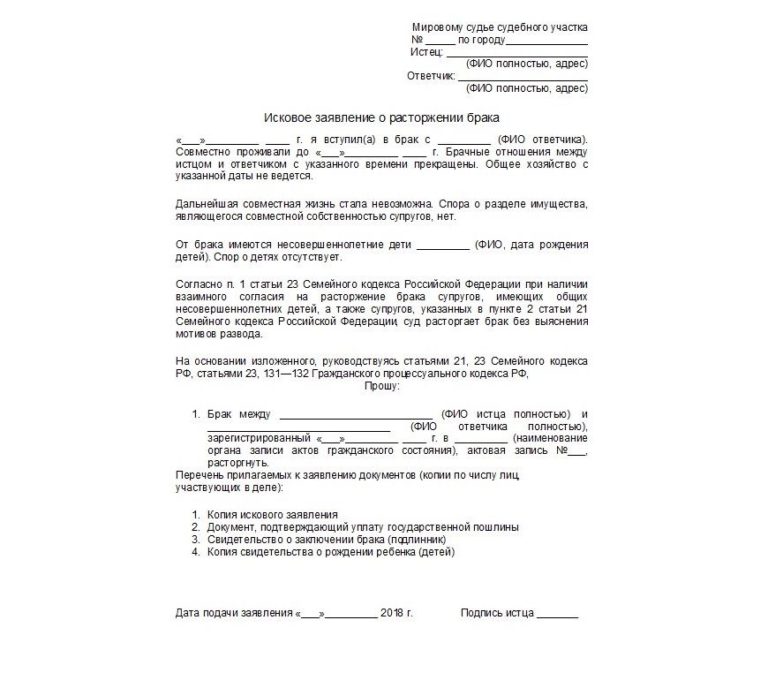 Мировому судье судебного участка
№ _____ по городу______________
Истец: ________________________
(ФИО полностью, адрес)
Ответчик: ______________________
(ФИО полностью, адрес)
Исковое заявление о расторжении брака
«___»_________ ____ г. я вступил(а) в брак с _________ (ФИО ответчика).
Совместно проживали до «___»_________ ____ г. Брачные отношения между
истцом и ответчиком с указанного времени прекращены. Общее хозяйство с
указанной даты не ведется.
Дальнейшая совместная жизнь стала невозможна. Спора о разделе имущества,
являющегося совместной собственностью супругов, нет.
От брака имеются несовершеннолетние дети _________ (ФИО, дата рождения
детей). Спор о детях отсутствует.
Согласно п. 1 статьи 23 Семейного кодекса Российской Федерации при наличии
взаимного согласия на расторжение брака супругов, имеющих общих
несовершеннолетних детей, а также супругов, указанных в пункте 2 статьи 21
Семейного кодекса Российской Федерации, суд расторгает брак без выяснения
мотивов развода.
На основании изложенного, руководствуясь статьями 21, 23 Семейного кодекса
РФ, статьями 23, 131—132 Гражданского процессуального кодекса РФ,
Прошу:
1. Брак между __________________________ (ФИО истца полностью) и
_______________________________ (ФИО ответчика полностью),
зарегистрированный «___»_________ ____ г. в _________ (наименование
органа записи актов гражданского состояния), актовая запись №___,
расторгнуть.
Перечень прилагаемых к заявлению документов (копии по числу лиц,
участвующих в деле):
1. Копия искового заявления
2. Документ, подтверждающий уплату государственной пошлины
3. Свидетельство о заключении брака (подлинник)
4. Копия свидетельства о рождении ребенка (детей)
Дата подачи заявления «___»_________ 2018 г. Подпись истца _______